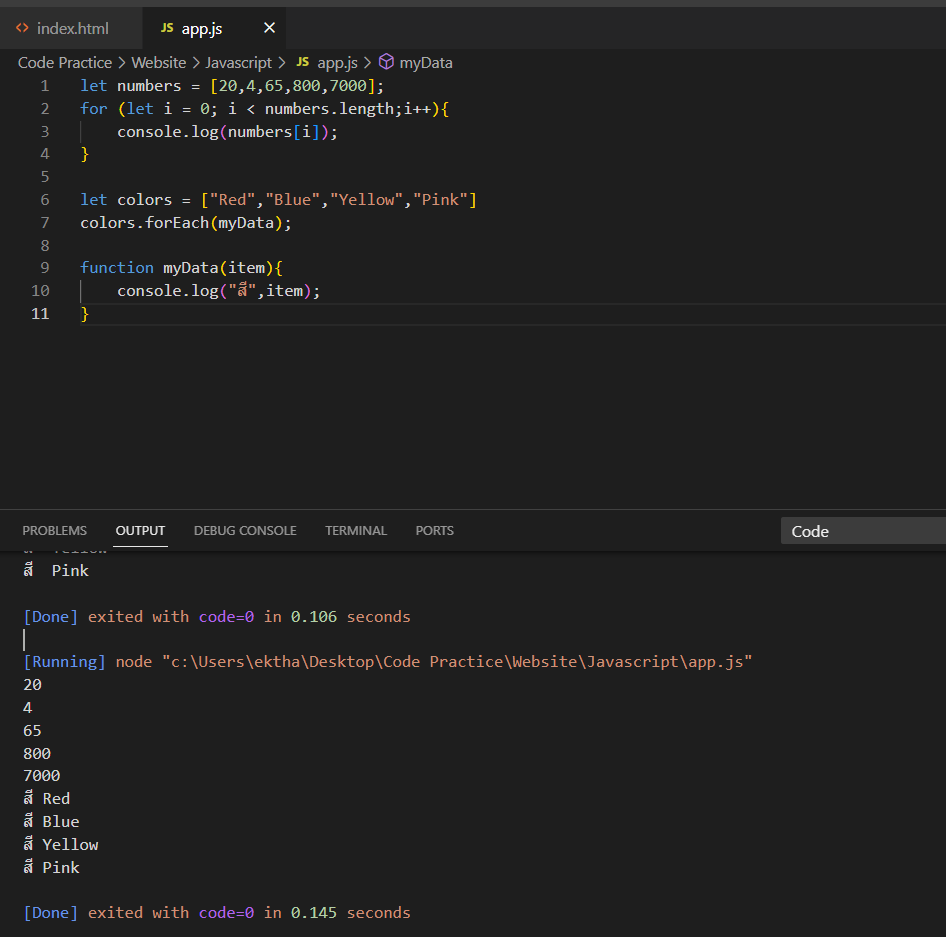 index.html JS app.js
Code Practice > Website > Javascript > JS app.js > myData
1 let numbers = [20,4,65,800,7000];
2 for (let i = 0; i < numbers.length;i++){
3 console.log(numbers[i]);
4 }
5
6 let colors = ["Red","Blue","Yellow","Pink"]
7 colors.forEach(myData);
8
9 function myData(item){
10 console.log("สี",item);
11 }
PROBLEMS OUTPUT DEBUG CONSOLE TERMINAL PORTS Code
สี Yellow
สี  Pink
[Done] exited with code=0 in 0.106 seconds
[Running] node "c:\Users\ektha\Desktop\Code Practice\Website\Javascript\app.js"
20
4
65
800
7000
สี Red
สี Blue
สี Yellow
สี Pink
[Done] exited with code=0 in 0.145 seconds